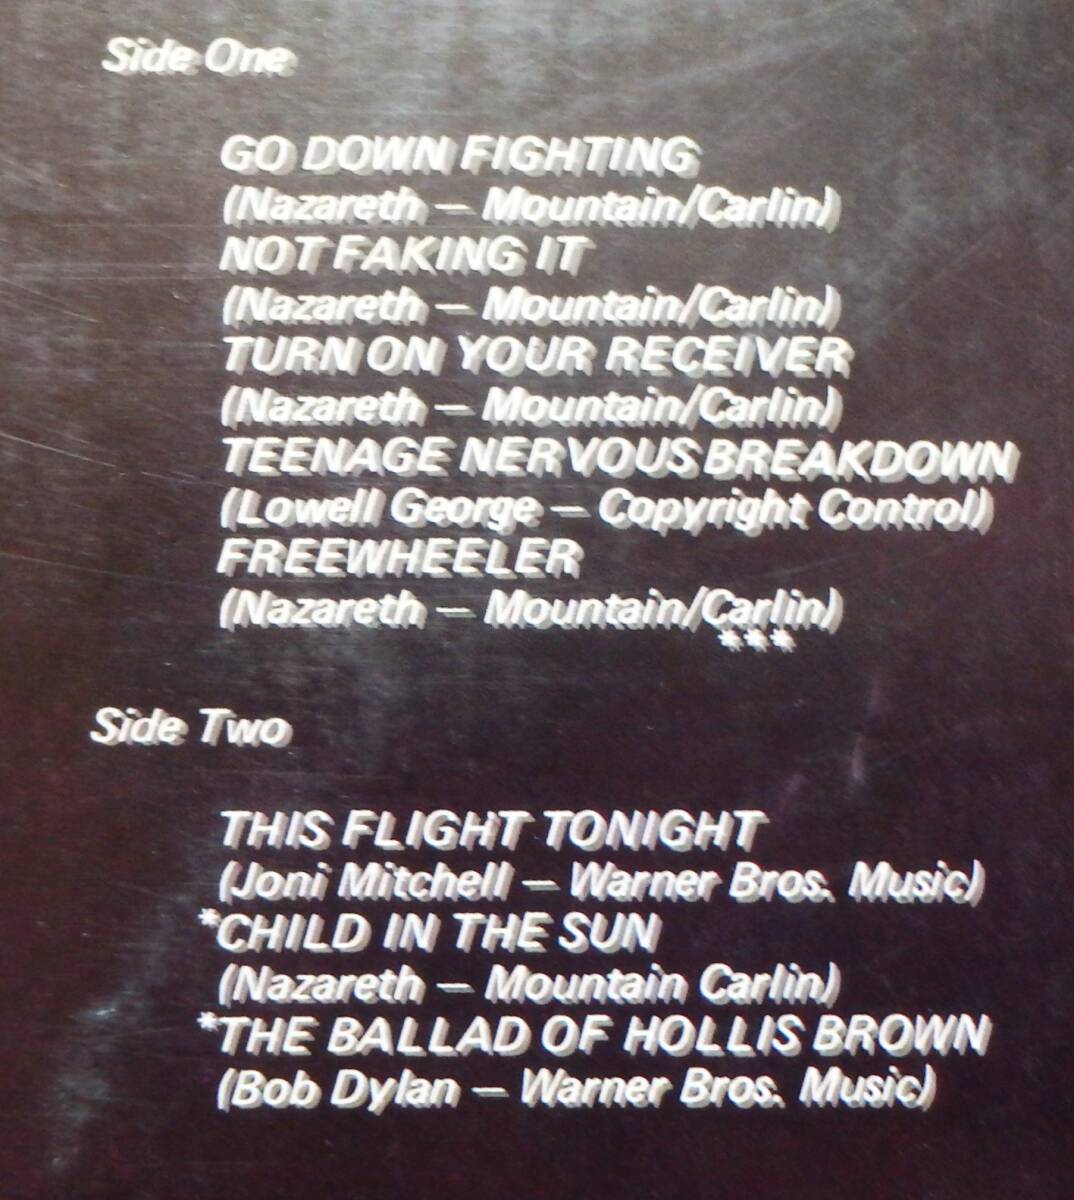 Side One
GO DOWN FIGHTING
(Nazareth — Mountain/Carlin)
NOT FAKING IT
(Nazareth — Mountain/Carlin)
TURN ON YOUR RECEIVER
(Nazareth — Mountain/Carlin)
TEENAGE NERVOUS BREAKDOWN
(Lowell George — Copyright Control)
FREEWHEELER
(Nazareth — Mountain/Carlin)
***
Side Two
THIS FLIGHT TONIGHT
(Joni Mitchell — Warner Bros. Music)
*CHILD IN THE SUN
(Nazareth — Mountain Carlin)
*THE BALLAD OF HOLLIS BROWN
(Bob Dylan — Warner Bros. Music)